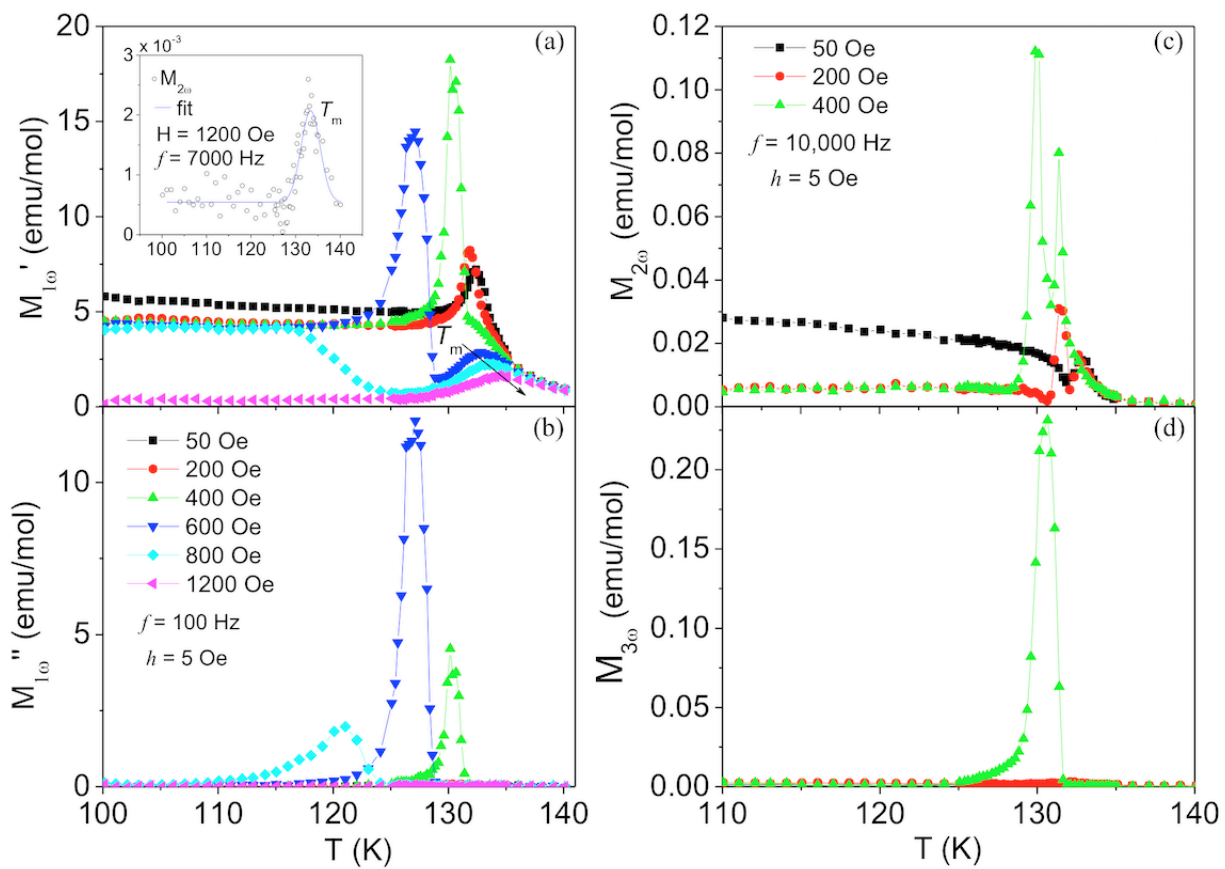 (a)
20
15
10
5
0
M1ω' (emu/mol)
3 x 10-3
2
1
0
M2ω
fit
H = 1200 Oe
f = 7000 Hz
Tm
100 110 120 130 140
Tm
(b)
10
5
0
M1ω" (emu/mol)
50 Oe
200 Oe
400 Oe
600 Oe
800 Oe
1200 Oe
f = 100 Hz
h = 5 Oe
100 110 120 130 140
T (K)
(c)
0.12
0.10
0.08
0.06
0.04
0.02
0.00
M2ω (emu/mol)
50 Oe
200 Oe
400 Oe
f = 10,000 Hz
h = 5 Oe
(d)
0.20
0.15
0.10
0.05
0.00
M3ω (emu/mol)
110 120 130 140
T (K)